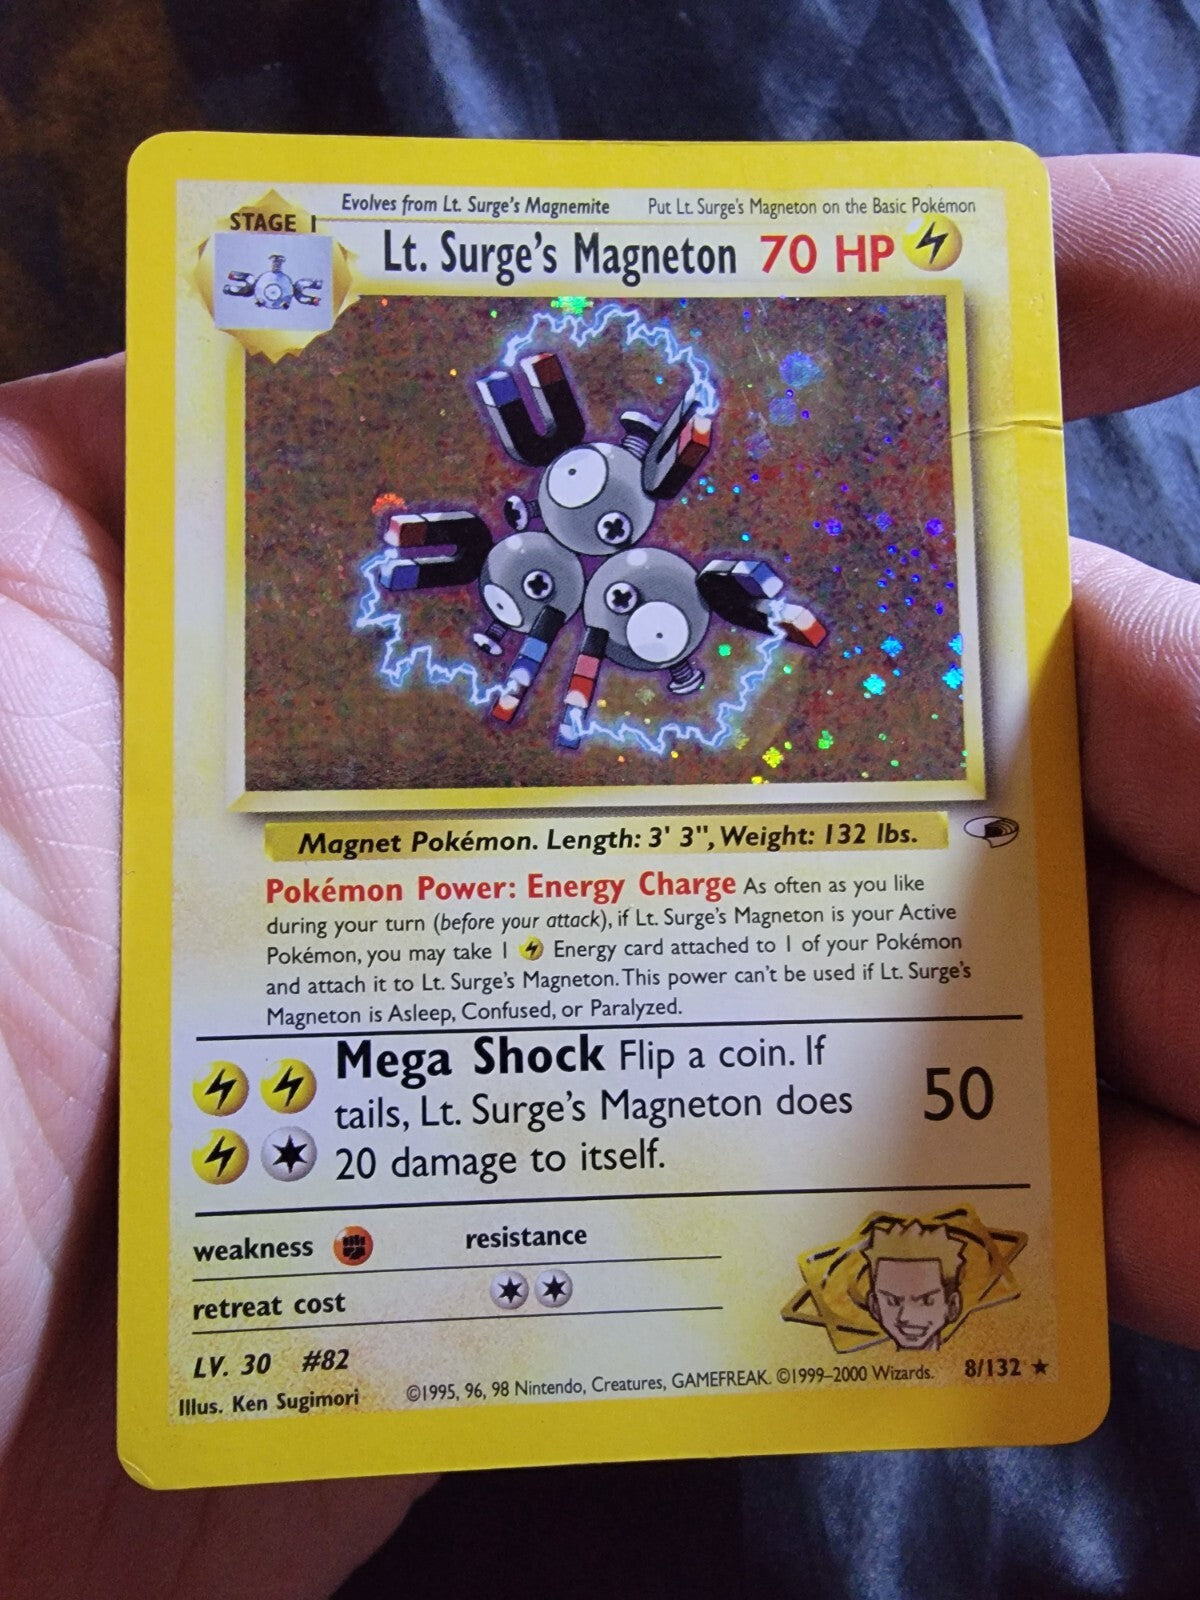 Evolves from Lt. Surge's Magnemite Put Lt. Surge's Magneton on the Basic Pokémon
STAGE 1
Lt. Surge's Magneton 70 HP
Magnet Pokémon. Length: 3' 3", Weight: 132 lbs.
Pokémon Power: Energy Charge As often as you like
during your turn (before your attack), if Lt. Surge's Magneton is your Active
Pokémon, you may take 1 Energy card attached to 1 of your Pokémon
and attach it to Lt. Surge's Magneton. This power can't be used if Lt. Surge's
Magneton is Asleep, Confused, or Paralyzed.
Mega Shock Flip a coin. If
tails, Lt. Surge's Magneton does
20 damage to itself.
50
weakness
resistance
retreat cost
LV. 30 #82
Illus. Ken Sugimori
©1995, 96, 98 Nintendo, Creatures, GAMEFREAK. ©1999–2000 Wizards.
8/132 ★